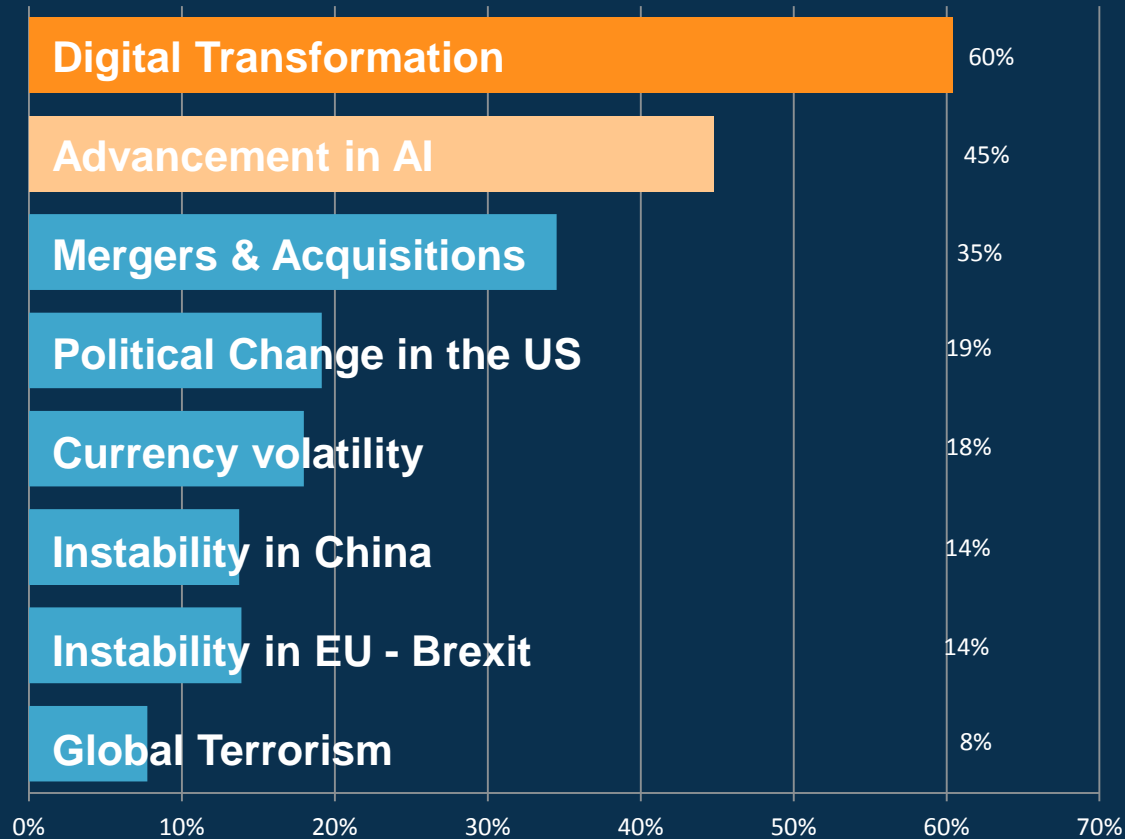 Digital Transformation 60%
Advancement in AI 45%
Mergers & Acquisitions 35%
Political Change in the US 19%
Currency volatility 18%
Instability in China 14%
Instability in EU - Brexit 14%
Global Terrorism 8%
0% 10% 20% 30% 40% 50% 60% 70%